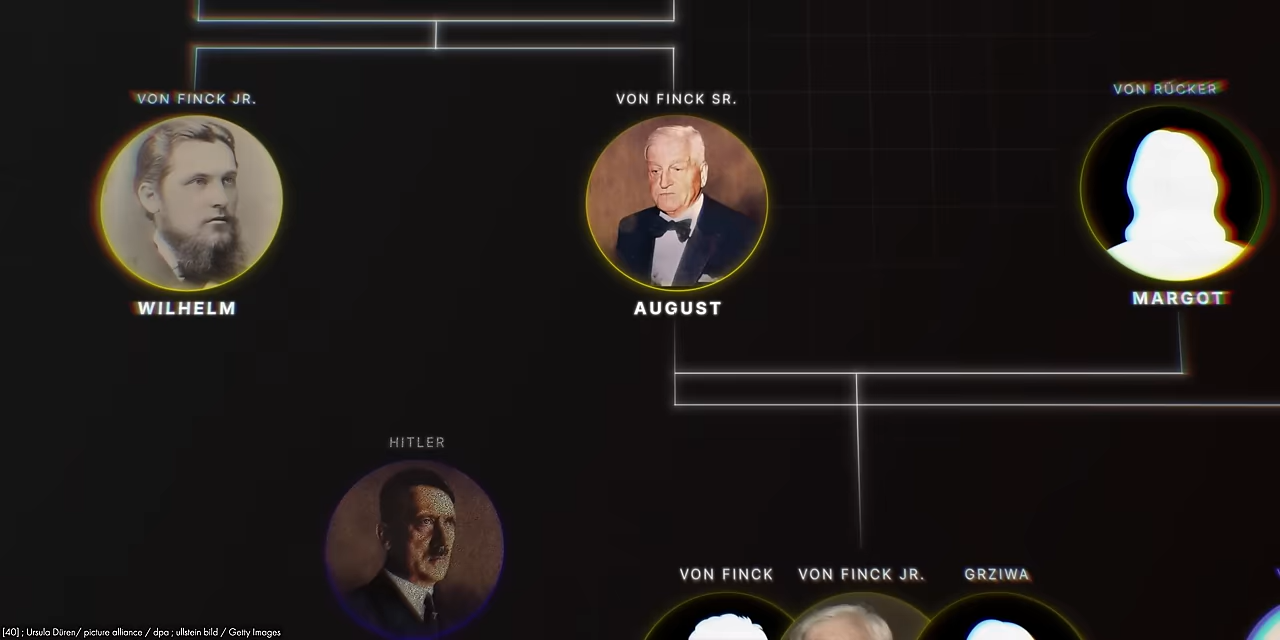 VON FINCK JR.
WILHELM
VON FINCK SR.
AUGUST
VON RÜCKER
MARGOT
HITLER
VON FINCK
VON FINCK JR.
GRZIWA
[40] ; Ursula Düren/ picture alliance / dpa ; ullstein bild / Getty Images